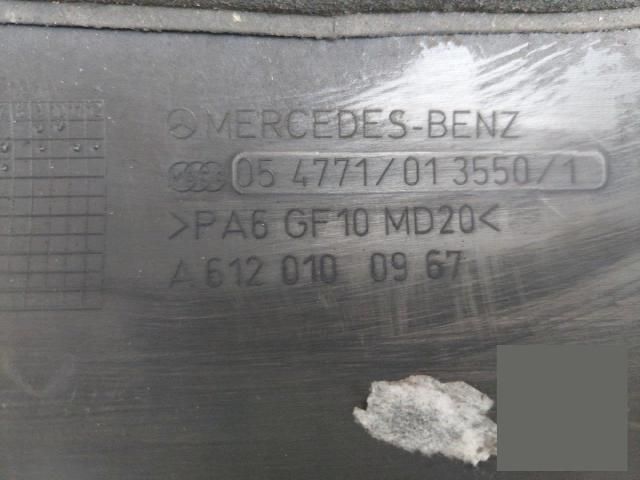 MERCEDES-BENZ
05 4771/01 3550/1
>PA6 GF10 MD20<
A 612 010 09 67